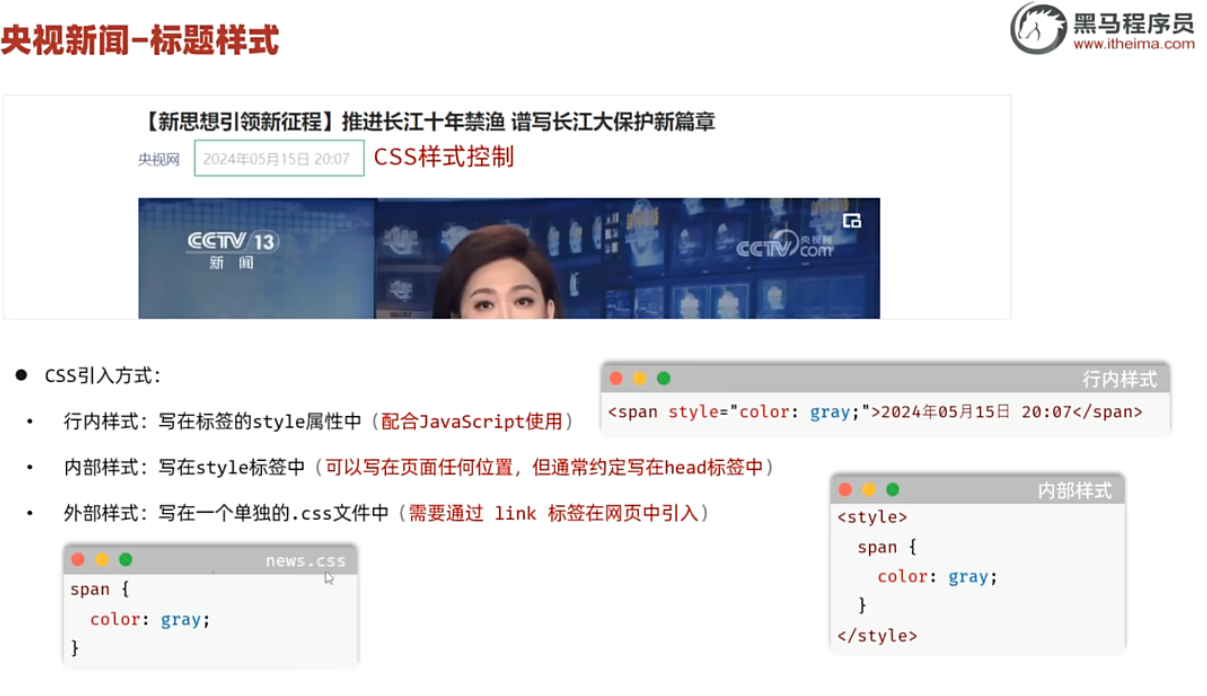 央视新闻-标题样式
黑马程序员
www.itheima.com
【新思想引领新征程】推进长江十年禁渔 谱写长江大保护新篇章
央视网 2024年05月15日 20:07 CSS样式控制
CCTV 13
新 闻
CCTV 央视网
com
● CSS引入方式：
• 行内样式：写在标签的style属性中（配合JavaScript使用）
• 内部样式：写在style标签中（可以写在页面任何位置，但通常约定写在head标签中）
• 外部样式：写在一个单独的.css文件中（需要通过 link 标签在网页中引入）
行内样式
<span style="color: gray;">2024年05月15日 20:07</span>
内部样式
<style>
span {
color: gray;
}
</style>
news.css
span {
color: gray;
}